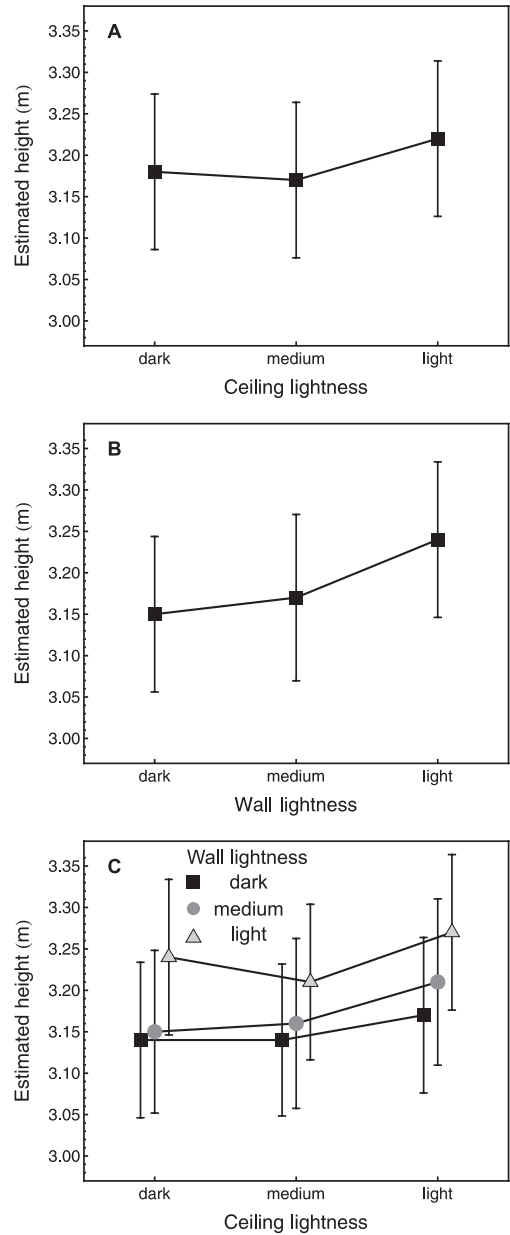 A
3.35
3.30
3.25
3.20
3.15
3.10
3.05
3.00
Estimated height (m)
dark medium light
Ceiling lightness
B
3.35
3.30
3.25
3.20
3.15
3.10
3.05
3.00
Estimated height (m)
dark medium light
Wall lightness
C
Wall lightness
dark
medium
light
3.35
3.30
3.25
3.20
3.15
3.10
3.05
3.00
Estimated height (m)
dark medium light
Ceiling lightness